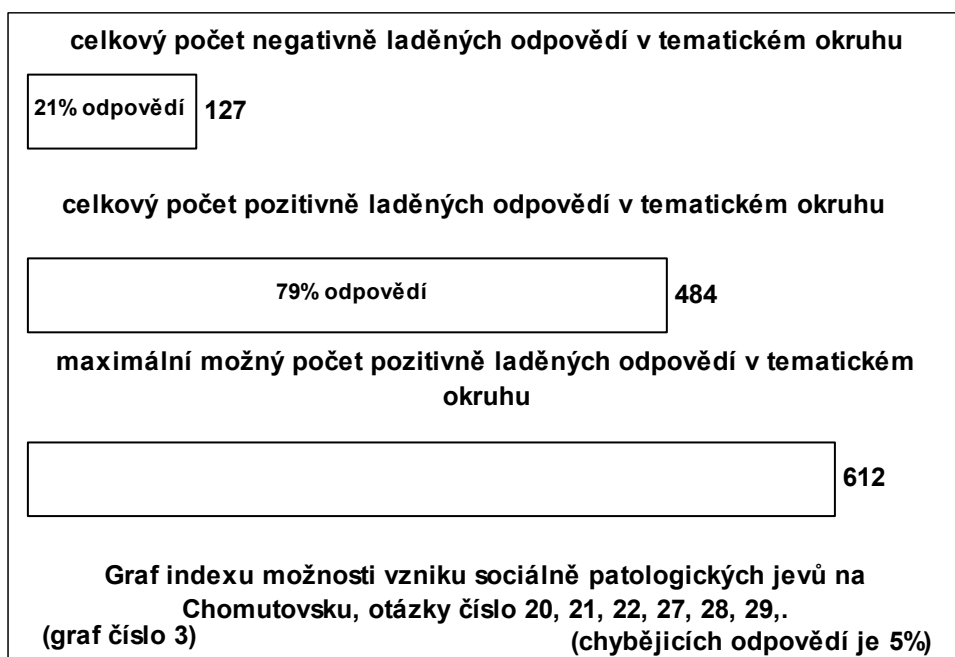 celkový počet negativně laděných odpovědí v tematickém okruhu
21% odpovědí 127
celkový počet pozitivně laděných odpovědí v tematickém okruhu
79% odpovědí 484
maximální možný počet pozitivně laděných odpovědí v tematickém
okruhu
612
Graf indexu možnosti vzniku sociálně patologických jevů na
Chomutovsku, otázky číslo 20, 21, 22, 27, 28, 29,.
(graf číslo 3) (chybějicích odpovědí je 5%)